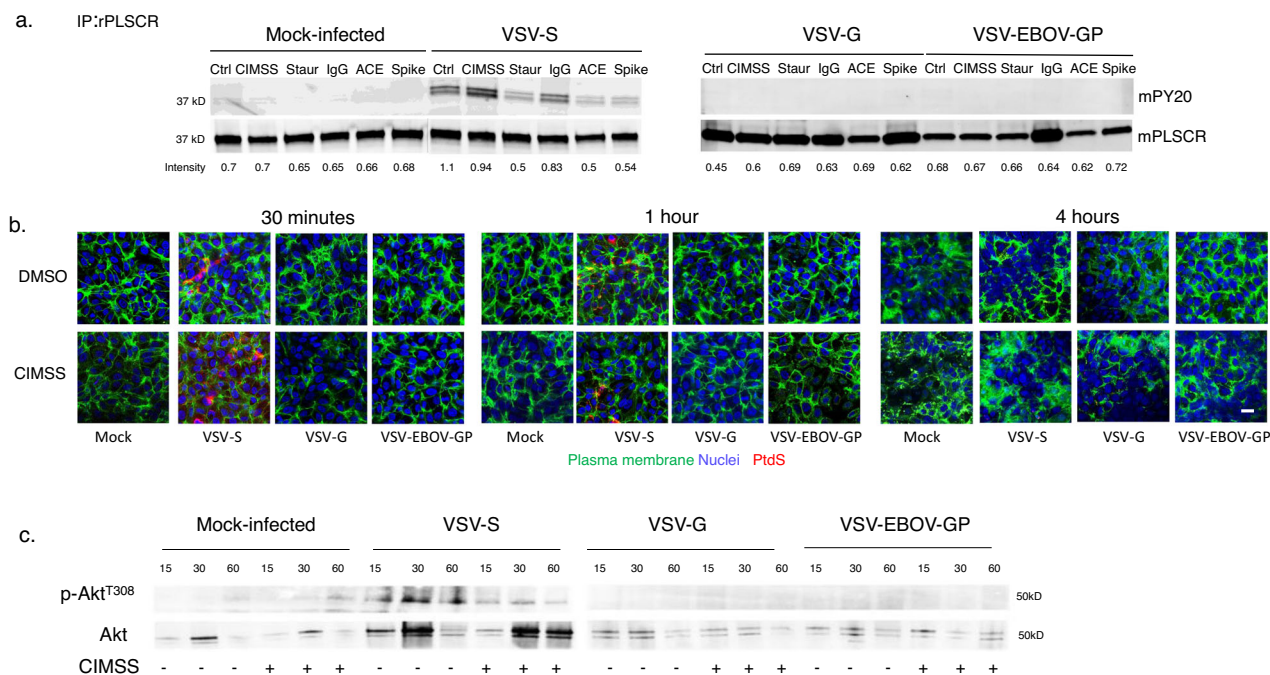 a.
IP:rPLSCR
Mock-infected VSV-S VSV-G VSV-EBOV-GP
Ctrl CIMSS Staur IgG ACE Spike Ctrl CIMSS Staur IgG ACE Spike Ctrl CIMSS Staur IgG ACE Spike Ctrl CIMSS Staur IgG ACE Spike
37 kD mPY20
37 kD mPLSCR
Intensity 0.7 0.7 0.65 0.65 0.66 0.68 1.1 0.94 0.5 0.83 0.5 0.54 0.45 0.6 0.69 0.63 0.69 0.62 0.68 0.67 0.66 0.64 0.62 0.72
b.
30 minutes 1 hour 4 hours
DMSO
CIMSS
Mock VSV-S VSV-G VSV-EBOV-GP Mock VSV-S VSV-G VSV-EBOV-GP Mock VSV-S VSV-G VSV-EBOV-GP
Plasma membrane Nuclei PtdS
c.
Mock-infected VSV-S VSV-G VSV-EBOV-GP
15 30 60 15 30 60 15 30 60 15 30 60 15 30 60 15 30 60 15 30 60 15 30 60
p-Akt^T308 50kD
Akt 50kD
CIMSS - - - + + + - - - + + + - - - + + + - - - + + +